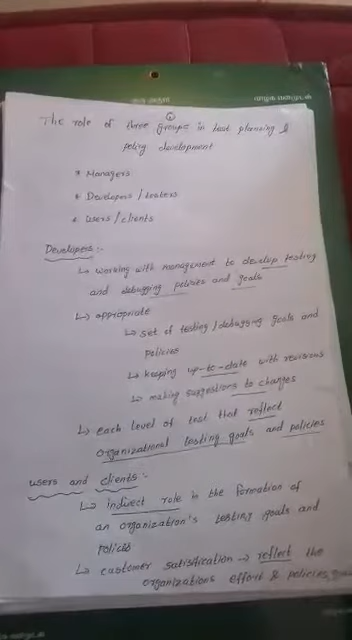 The role of three groups in test planning &
policy development
* Managers
* Developers / testers
* users / clients
Developers :-
↳ working with management to develop testing
and debugging policies and goals
↳ appropriate
↳ set of testing / debugging goals and
policies
↳ keeping up-to-date with revisions
↳ making suggestions to changes
↳ each level of test that reflect
organizational testing goals and policies
users and clients :-
↳ indirect role in the formation of
an organization's testing goals and
policies
↳ customer satisfication → reflect the
organizations effort & policies,